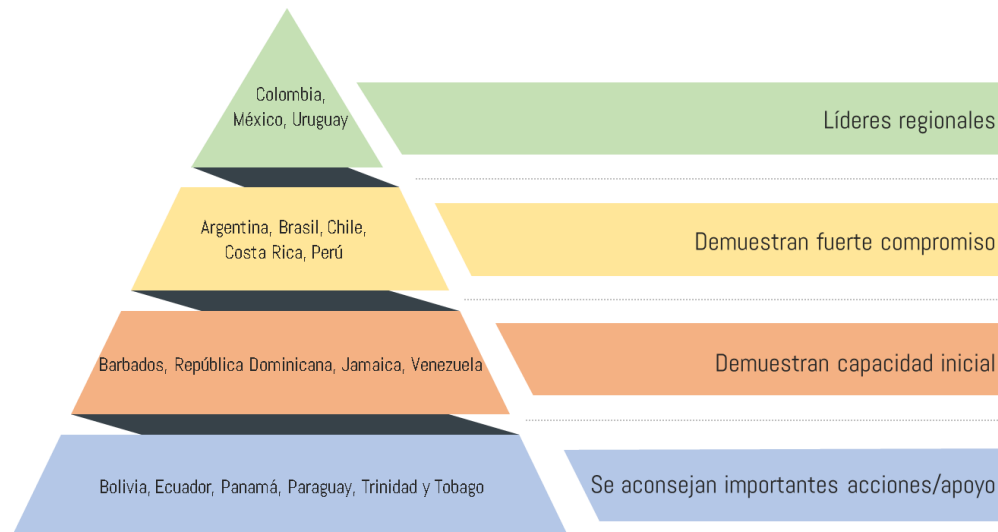 Colombia,
México, Uruguay
Líderes regionales
Argentina, Brasil, Chile,
Costa Rica, Perú
Demuestran fuerte compromiso
Barbados, República Dominicana, Jamaica, Venezuela
Demuestran capacidad inicial
Bolivia, Ecuador, Panamá, Paraguay, Trinidad y Tobago
Se aconsejan importantes acciones/apoyo